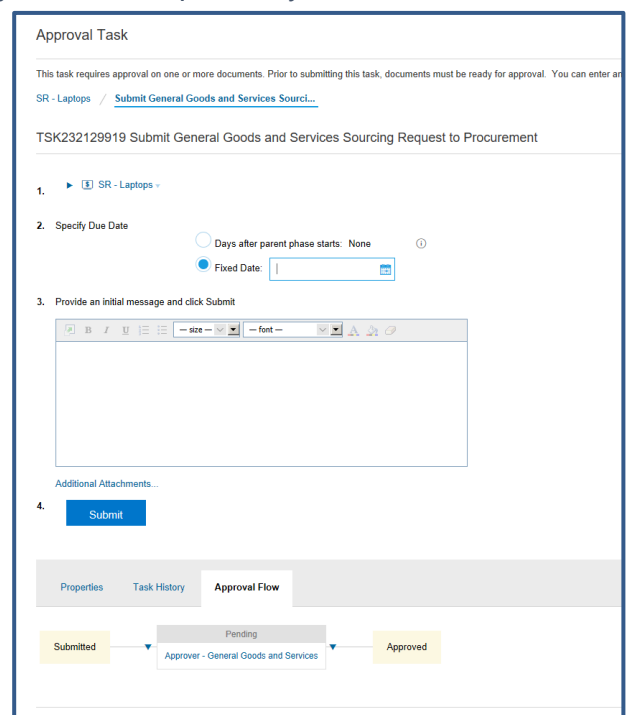 Approval Task
This task requires approval on one or more documents. Prior to submitting this task, documents must be ready for approval. You can enter an
SR - Laptops / Submit General Goods and Services Sourci...
TSK232129919 Submit General Goods and Services Sourcing Request to Procurement
1. SR - Laptops
2. Specify Due Date
Days after parent phase starts: None
Fixed Date:
3. Provide an initial message and click Submit
B I U — size — — font — A
Additional Attachments...
4. Submit
Properties Task History Approval Flow
Pending
Submitted Approver - General Goods and Services Approved